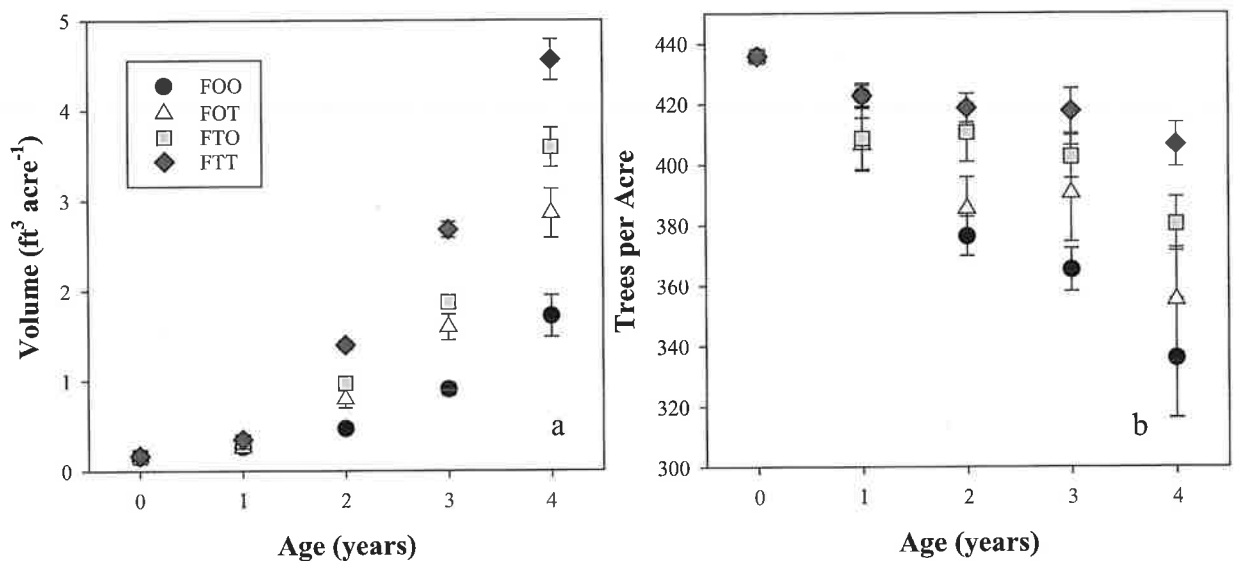 5
4
3
2
1
0
Volume (ft³ acre⁻¹)
FOO
FOT
FTO
FTT
a
0 1 2 3 4
Age (years)
440
420
400
380
360
340
320
300
Trees per Acre
b
0 1 2 3 4
Age (years)